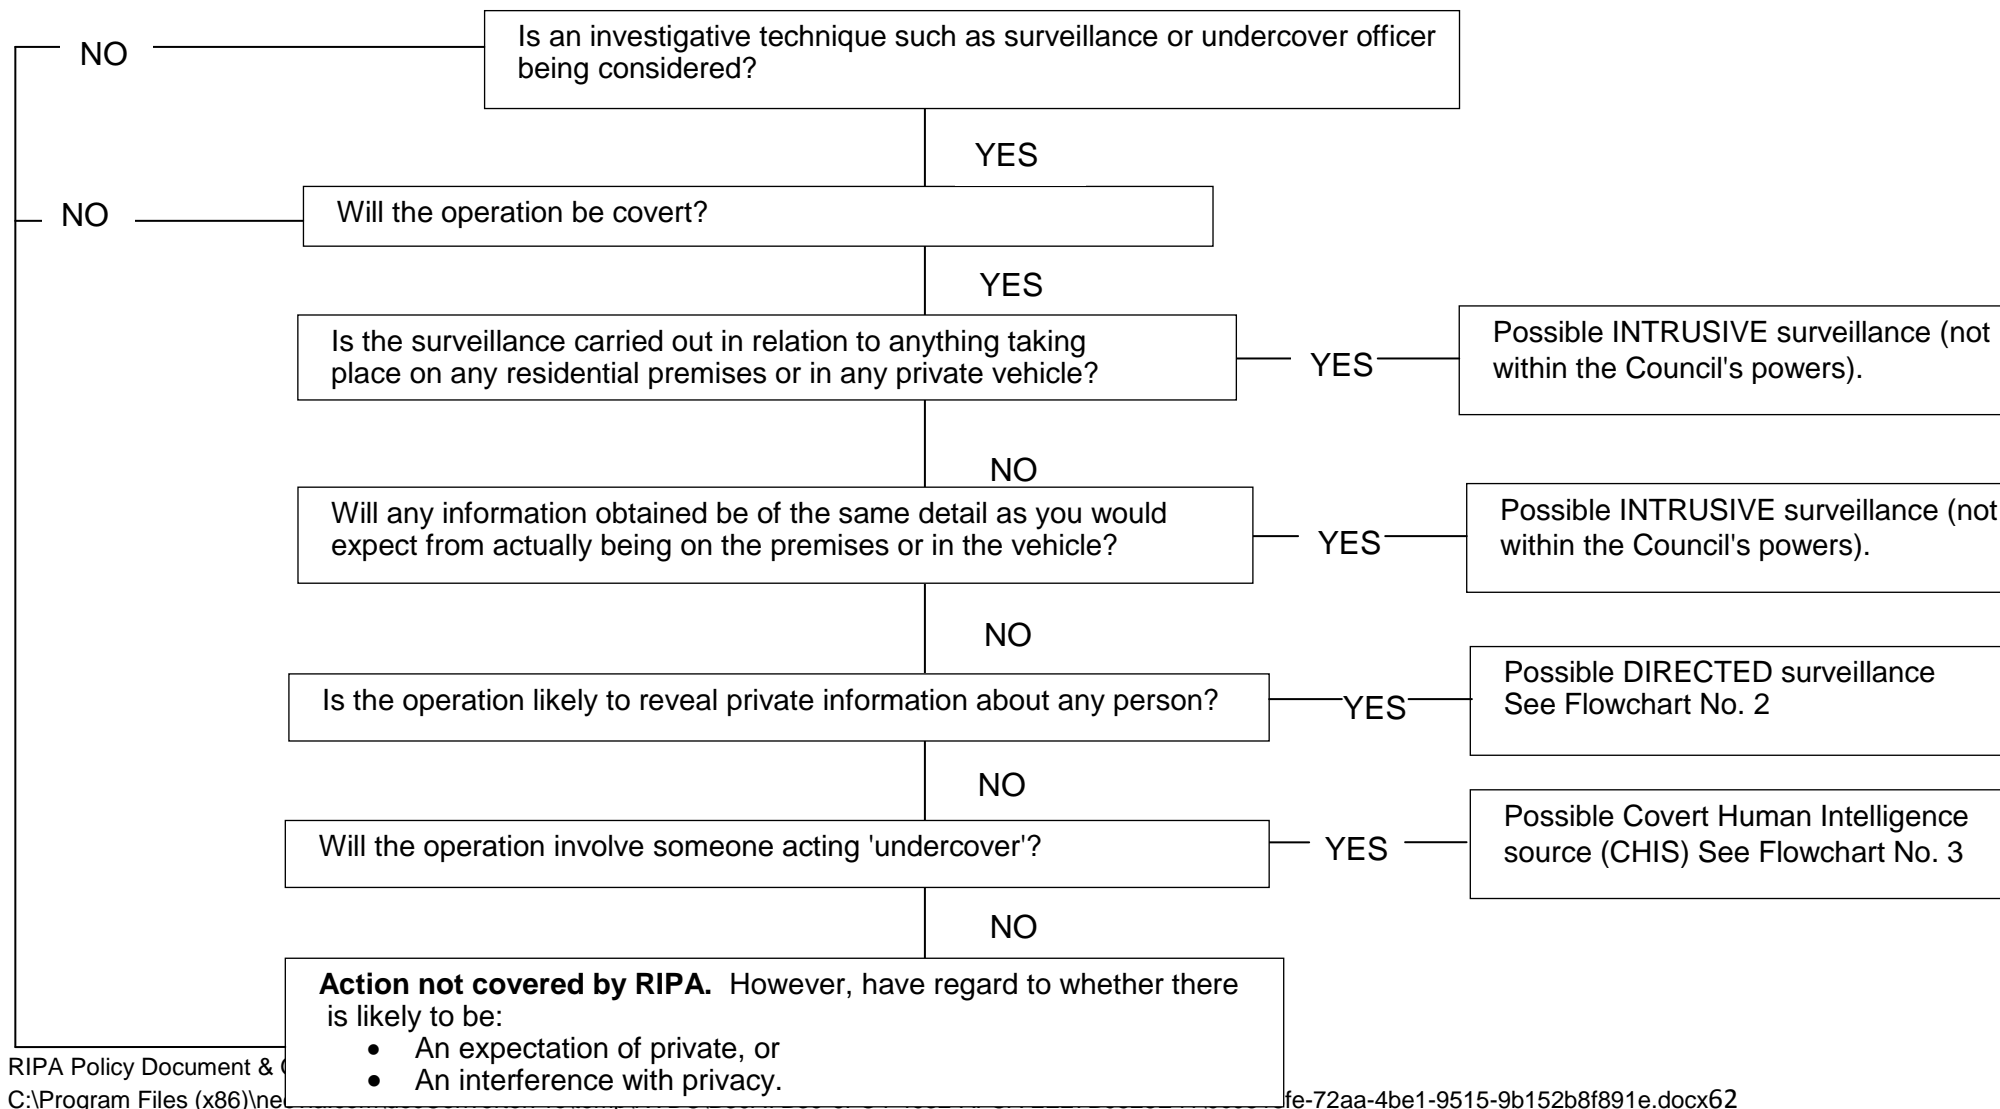 Is an investigative technique such as surveillance or undercover officer
being considered?
NO
YES
Will the operation be covert?
NO
YES
Is the surveillance carried out in relation to anything taking
place on any residential premises or in any private vehicle?
YES
Possible INTRUSIVE surveillance (not
within the Council's powers).
NO
Will any information obtained be of the same detail as you would
expect from actually being on the premises or in the vehicle?
YES
Possible INTRUSIVE surveillance (not
within the Council's powers).
NO
Is the operation likely to reveal private information about any person?
YES
Possible DIRECTED surveillance
See Flowchart No. 2
NO
Will the operation involve someone acting 'undercover'?
YES
Possible Covert Human Intelligence
source (CHIS) See Flowchart No. 3
NO
Action not covered by RIPA. However, have regard to whether there
is likely to be:
• An expectation of private, or
• An interference with privacy.
RIPA Policy Document &
C:\Program Files (x86)\ fe-72aa-4be1-9515-9b152b8f891e.docx62